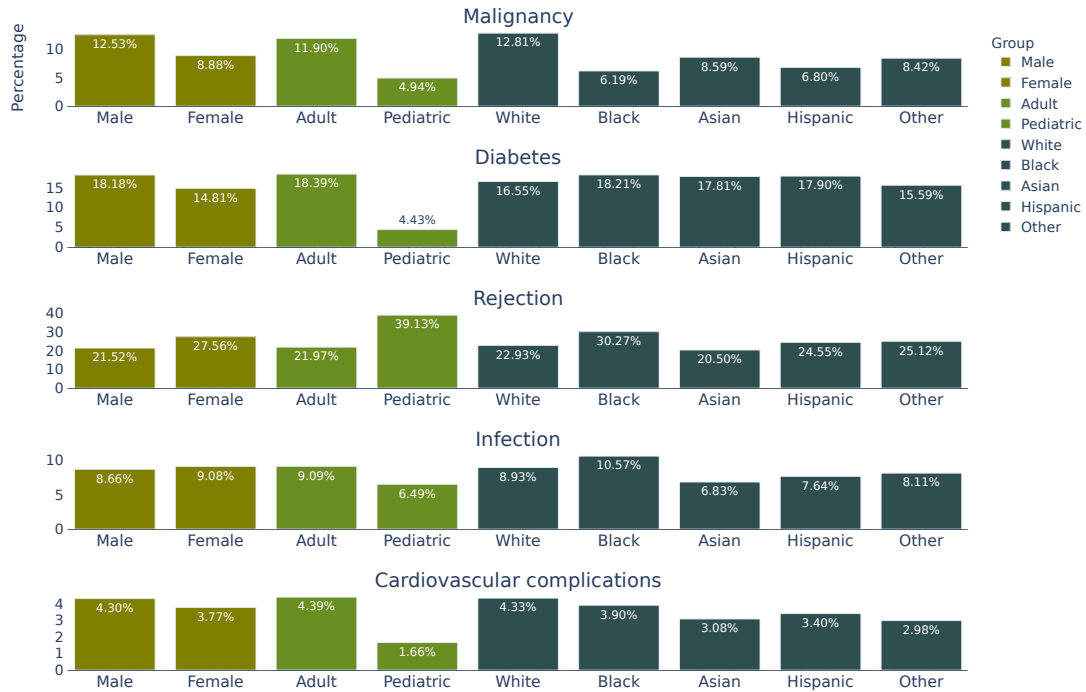 Malignancy
Percentage
10
5
0
12.53%
8.88%
11.90%
4.94%
12.81%
6.19%
8.59%
6.80%
8.42%
Male
Female
Adult
Pediatric
White
Black
Asian
Hispanic
Other
Group
Male
Female
Adult
Pediatric
White
Black
Asian
Hispanic
Other
Diabetes
15
10
5
0
18.18%
14.81%
18.39%
4.43%
16.55%
18.21%
17.81%
17.90%
15.59%
Male
Female
Adult
Pediatric
White
Black
Asian
Hispanic
Other
Rejection
40
30
20
10
0
21.52%
27.56%
21.97%
39.13%
22.93%
30.27%
20.50%
24.55%
25.12%
Male
Female
Adult
Pediatric
White
Black
Asian
Hispanic
Other
Infection
10
5
0
8.66%
9.08%
9.09%
6.49%
8.93%
10.57%
6.83%
7.64%
8.11%
Male
Female
Adult
Pediatric
White
Black
Asian
Hispanic
Other
Cardiovascular complications
4
3
2
1
0
4.30%
3.77%
4.39%
1.66%
4.33%
3.90%
3.08%
3.40%
2.98%
Male
Female
Adult
Pediatric
White
Black
Asian
Hispanic
Other